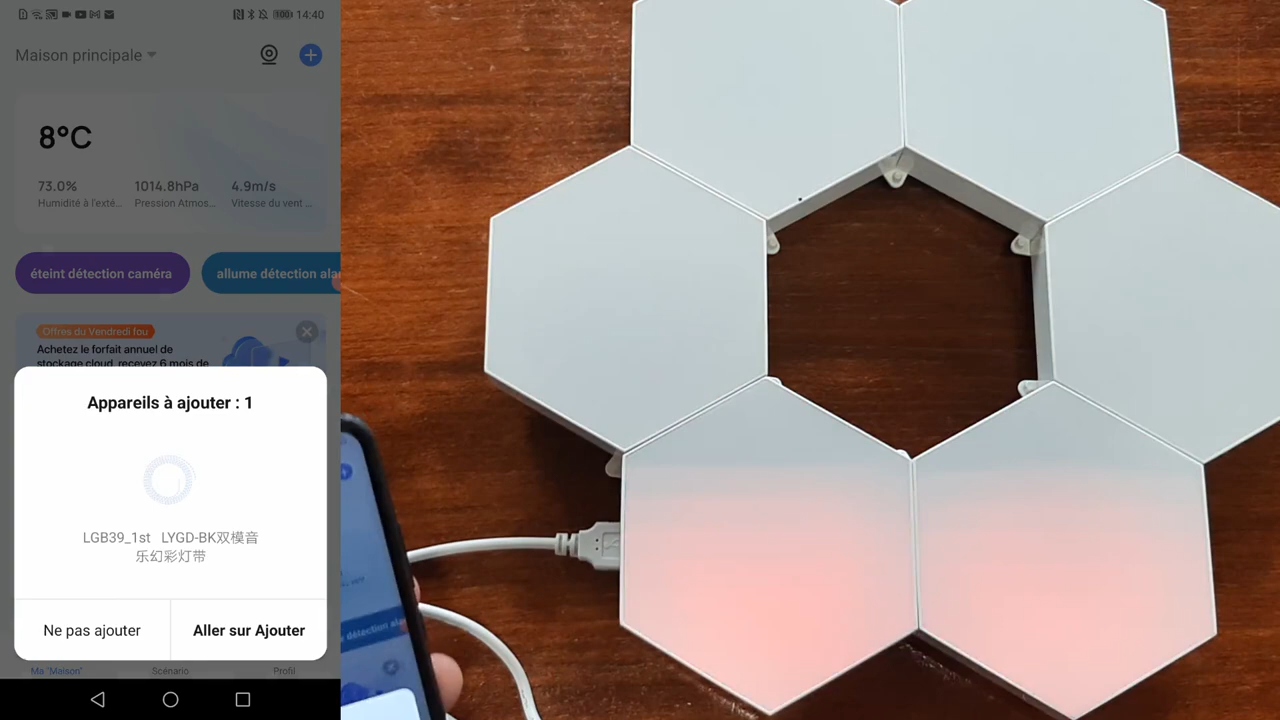 100 14:40
Maison principale
8°C
73.0% 1014.8hPa 4.9m/s
Humidité à l'exté... Pression Atmos... Vitesse du vent ...
éteint détection caméra allume détection ala
Offres du Vendredi fou
Achetez le forfait annuel de
stockage cloud, recevez 6 mois de
Appareils à ajouter : 1
LGB39_1st LYGD-BK双模音
乐幻彩灯带
Ne pas ajouter Aller sur Ajouter
Ma "Maison" Scénario Profil
détection ala